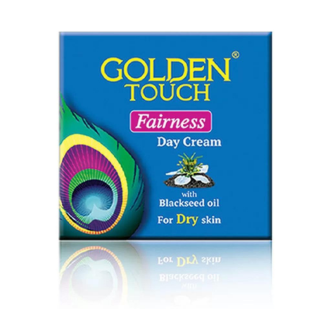 GOLDEN®
TOUCH
Fairness
Day Cream
with
Blackseed oil
For Dry skin